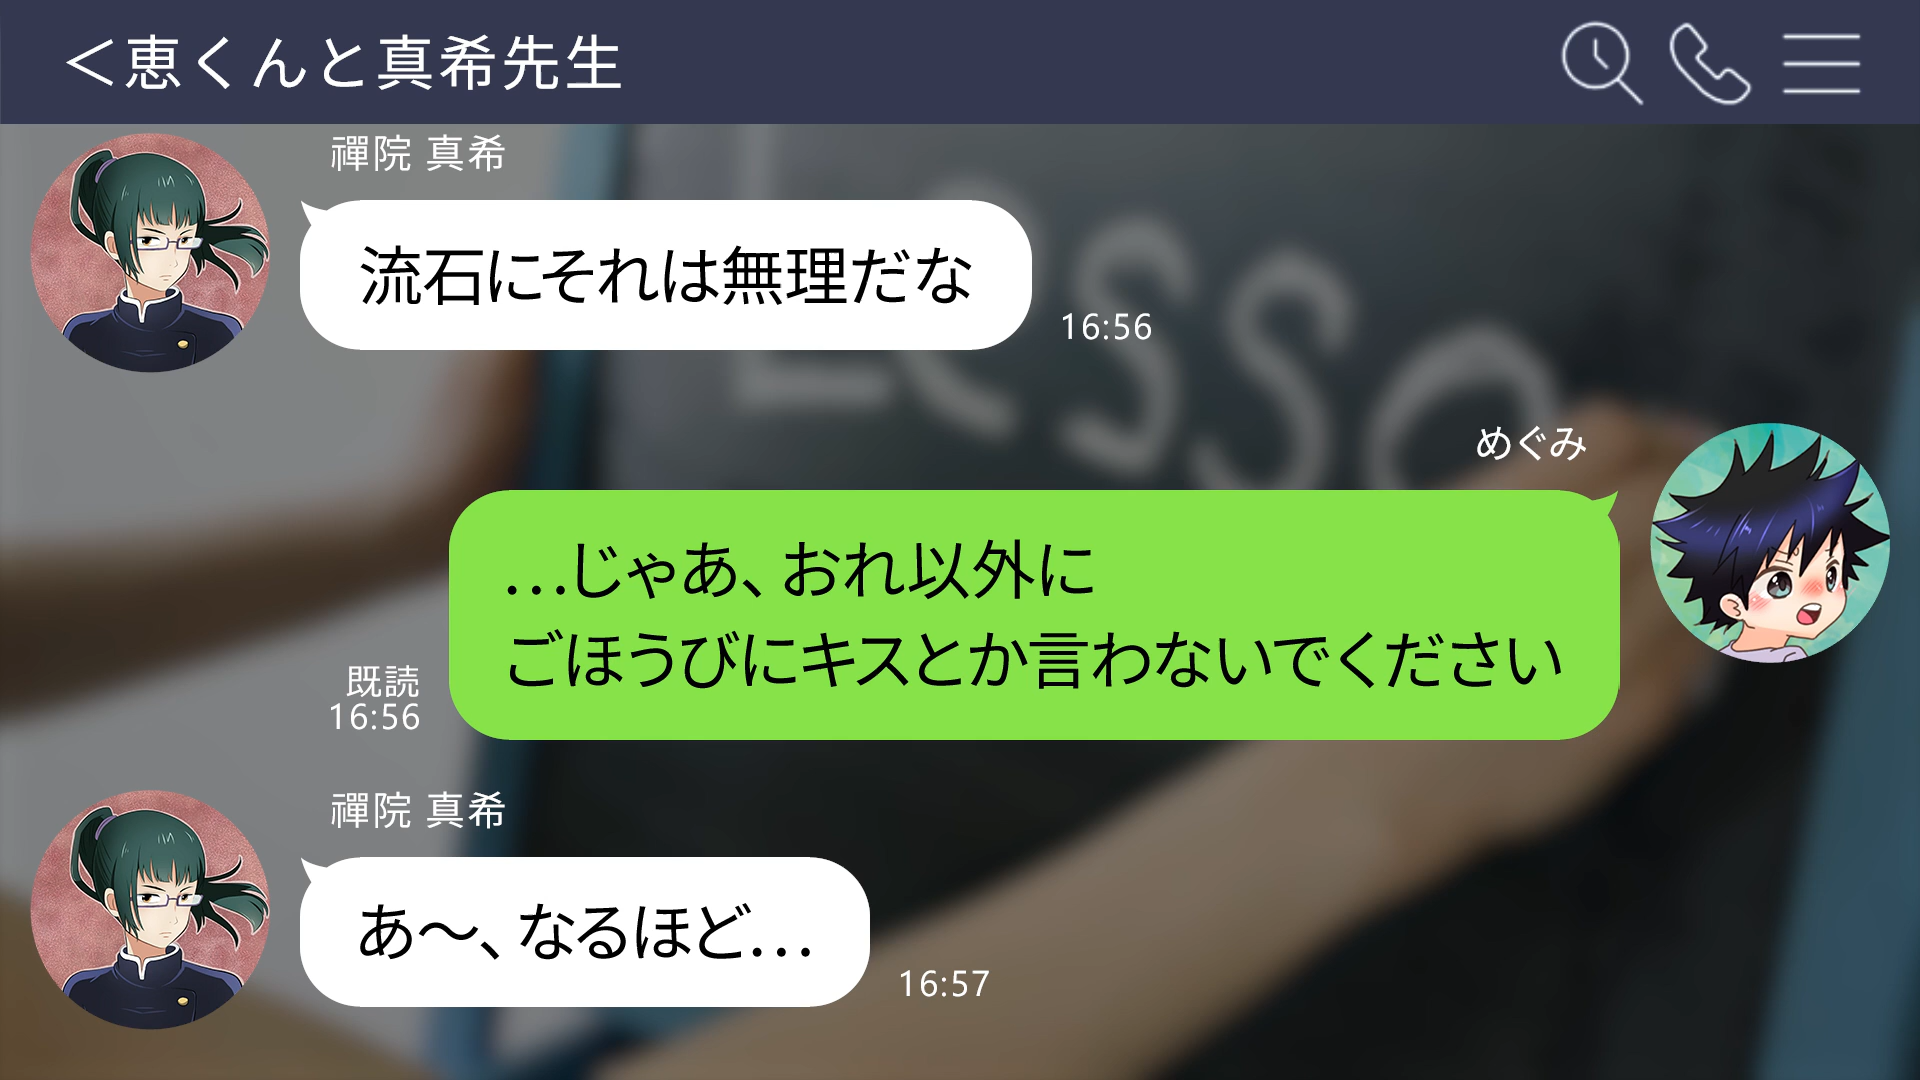 ＜恵くんと真希先生
禪院 真希
流石にそれは無理だな
16:56
めぐみ
…じゃあ、おれ以外に
ごほうびにキスとか言わないでください
既読
16:56
禪院 真希
あ～、なるほど…
16:57
LESSO